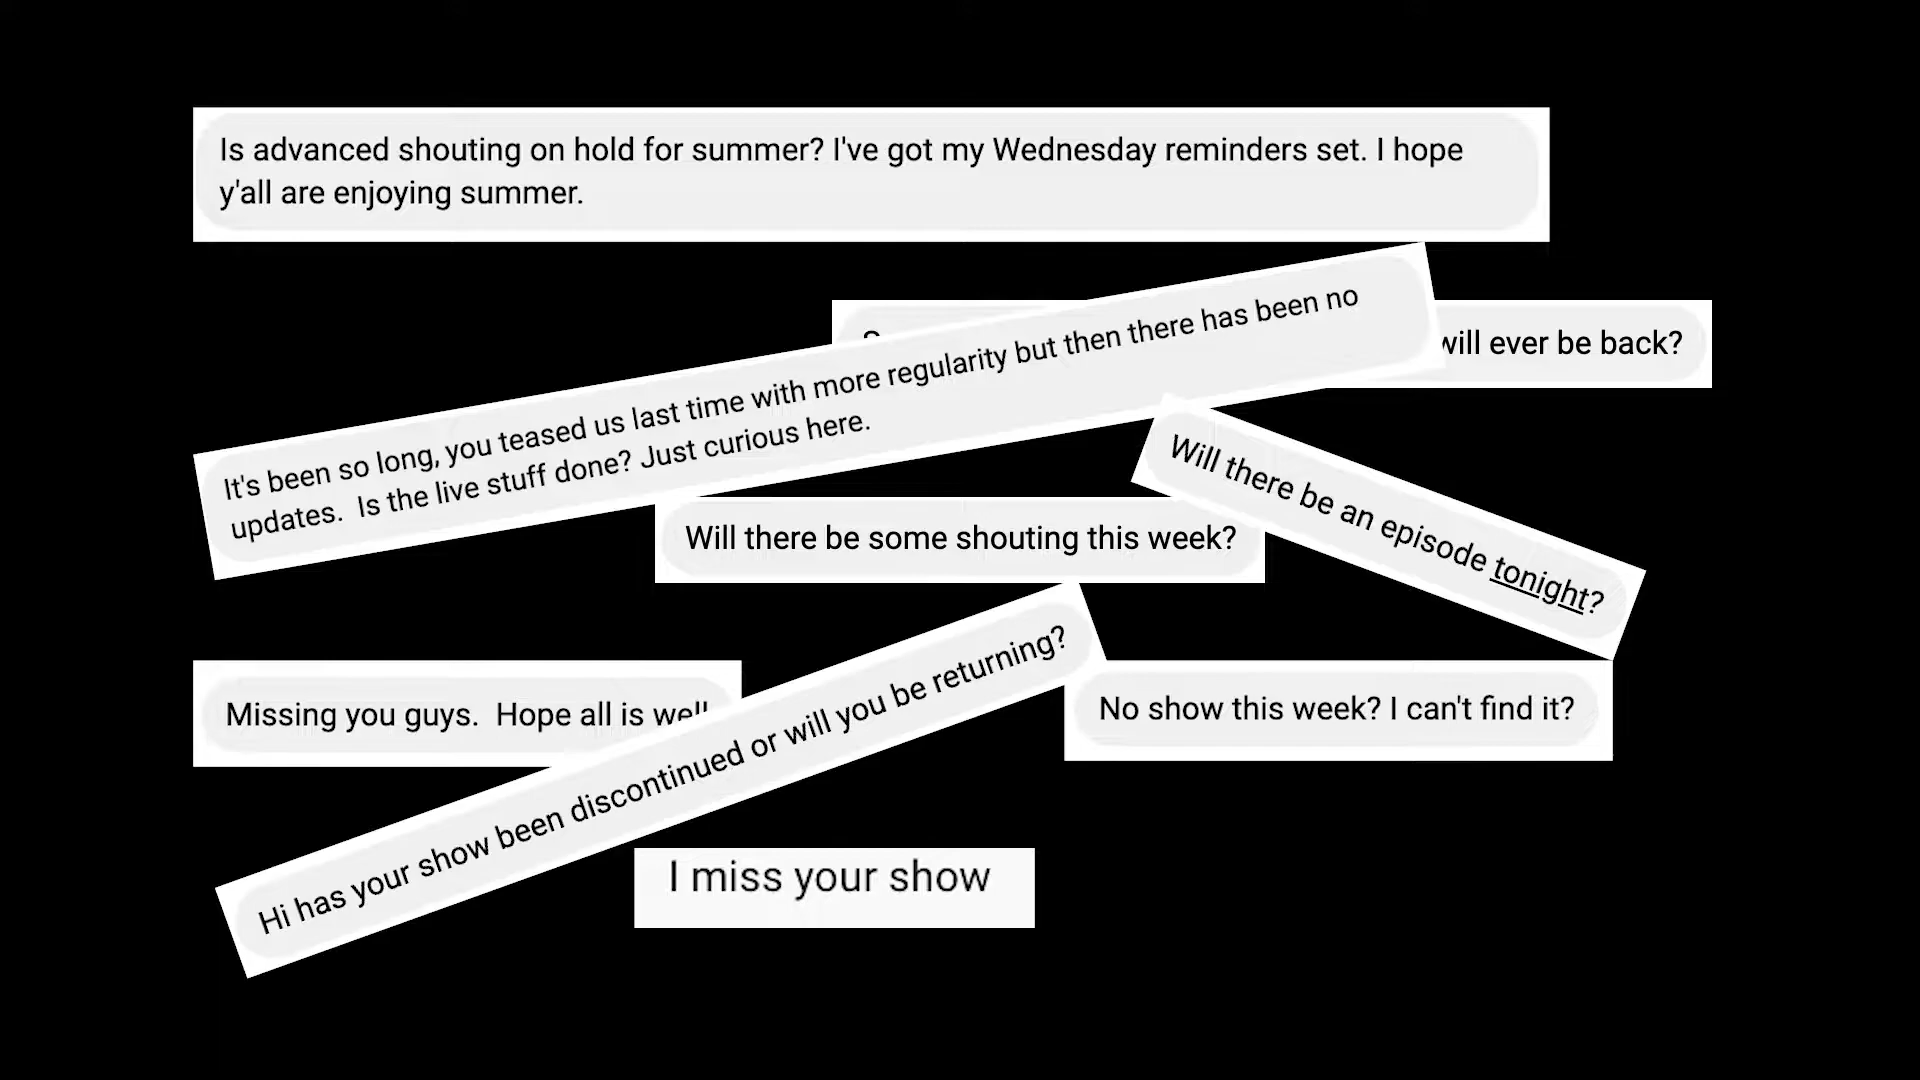 Is advanced shouting on hold for summer? I've got my Wednesday reminders set. I hope
y'all are enjoying summer.
will ever be back?
It's been so long, you teased us last time with more regularity but then there has been no
updates.  Is the live stuff done? Just curious here.
Will there be an episode tonight?
Will there be some shouting this week?
Missing you guys.  Hope all is well
Hi has your show been discontinued or will you be returning?
No show this week? I can't find it?
I miss your show